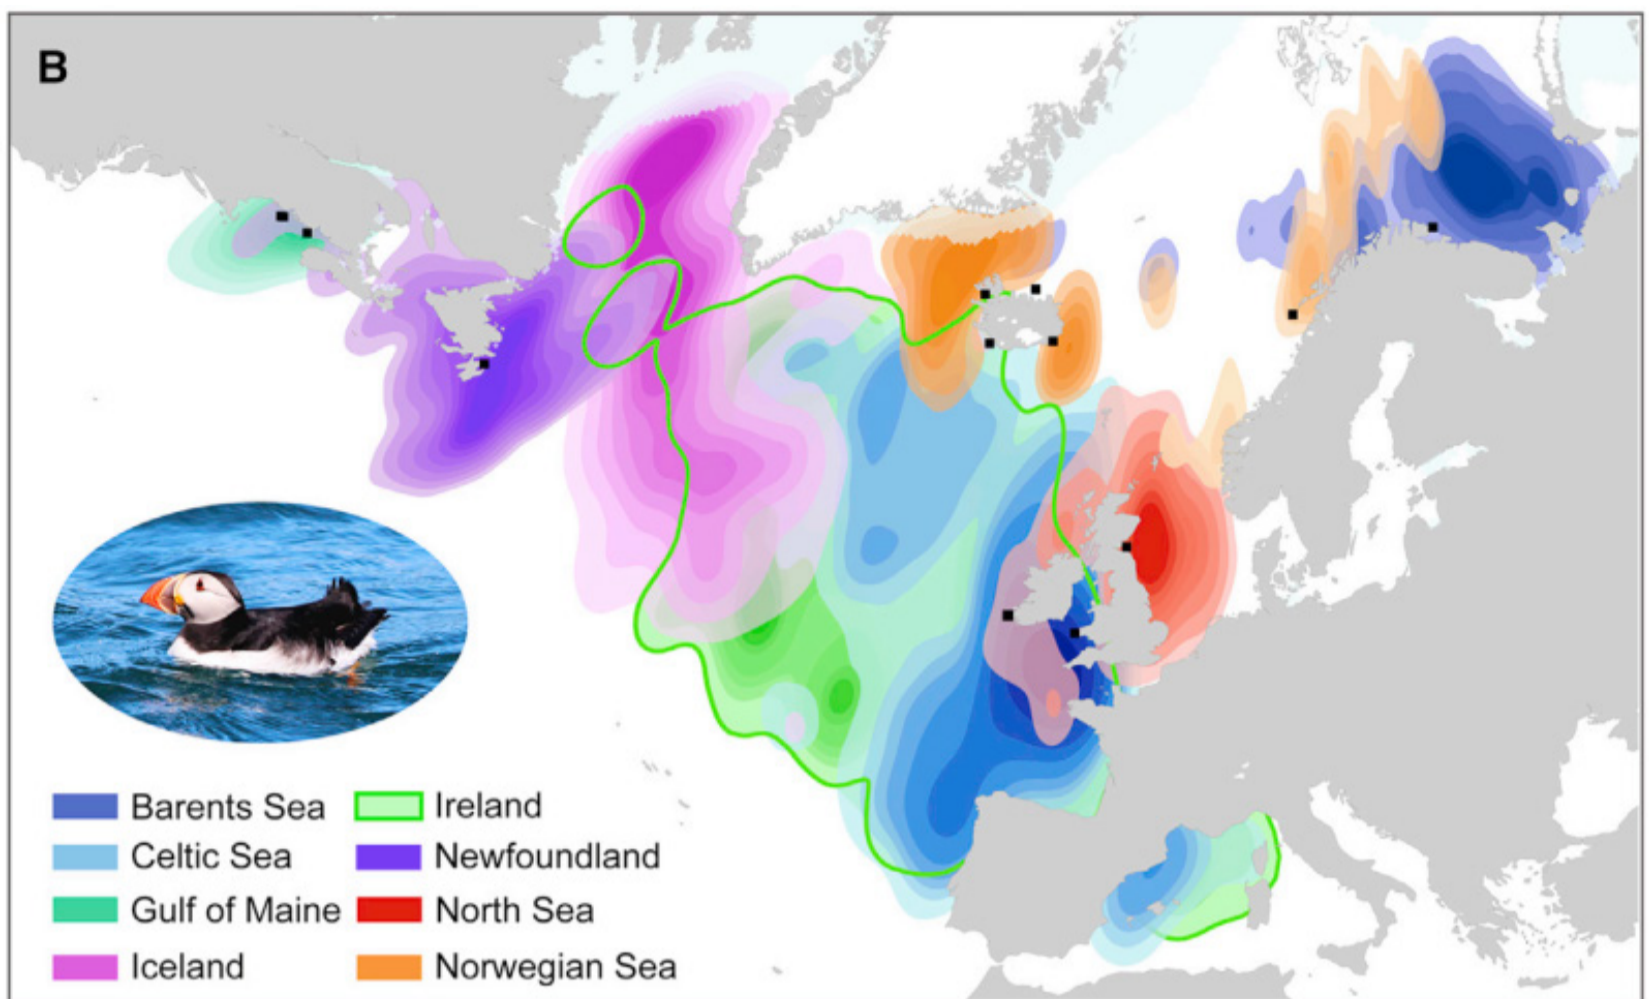 B
Barents Sea
Celtic Sea
Gulf of Maine
Iceland
Ireland
Newfoundland
North Sea
Norwegian Sea